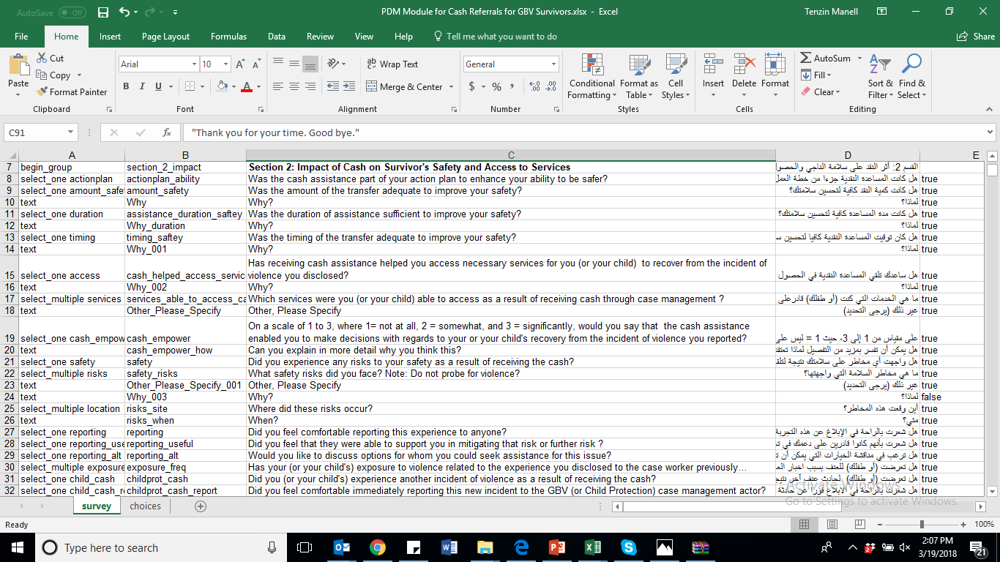 AutoSave Off
PDM Module for Cash Referrals for GBV Survivors.xlsx - Excel
Tenzin Manell
File Home Insert Page Layout Formulas Data Review View Help Tell me what you want to do Share
Cut
Copy
Format Painter
Paste
Arial 10
B I U
Wrap Text
Merge & Center
General
$ % ,
Conditional Formatting
Format as Table
Cell Styles
Insert Delete Format
AutoSum
Fill
Clear
Sort & Filter
Find & Select
Clipboard Font Alignment Number Styles Cells Editing
C91 fx "Thank you for your time. Good bye."
A B C D E
7 begin_group section_2_impact Section 2: Impact of Cash on Survivor's Safety and Access to Services القسم 2: أثر النقد على سلامة الناجي والحصول
8 select_one actionplan actionplan_ability Was the cash assistance part of your action plan to enhance your ability to be safer? هل كانت المساعدة النقدية جزءا من خطة العمل true
9 select_one amount_safe amount_safety Was the amount of the transfer adequate to improve your safety? هل كانت كمية النقد كافية لتحسين سلامتك؟ true
10 text Why Why? لماذا؟ true
11 select_one duration assistance_duration_saftey Was the duration of assistance sufficient to improve your safety? هل كانت مدة المساعدة كافية لتحسين سلامتك؟ true
12 text Why_duration Why? لماذا؟ true
13 select_one timing timing_saftey Was the timing of the transfer adequate to improve your safety? هل كان توقيت المساعدة النقدية كافيا لتحسين س true
14 text Why_001 Why? لماذا؟ true
Has receiving cash assistance helped you access necessary services for you (or your child) to recover from the incident of
15 select_one access cash_helped_access_servic violence you disclosed? هل ساعدك تلقي المساعدة النقدية في الحصول true
16 text Why_002 Why? لماذا؟ true
17 select_multiple services services_able_to_access_ca Which services were you (or your child) able to access as a result of receiving cash through case management ? ما هي الخدمات التي كنت (أو طفلك) قادرعلى true
18 text Other_Please_Specify Other, Please Specify غير ذلك (يرجى التحديد) true
On a scale of 1 to 3, where 1= not at all, 2 = somewhat, and 3 = significantly, would you say that the cash assistance
19 select_one cash_empow cash_empower enabled you to make decisions with regards to your or your child's recovery from the incident of violence you reported? على مقياس من 1 إلى 3، حيث 1 = ليس على true
20 text cash_empower_how Can you explain in more detail why you think this? هل يمكن أن تفسر بمزيد من التفصيل لماذا تعتقد true
21 select_one safety safety Did you experience any risks to your safety as a result of receiving the cash? هل واجهت أي مخاطر على سلامتك نتيجة لتلق true
22 select_multiple risks safety_risks What safety risks did you face? Note: Do not probe for violence? ما هي مخاطر السلامة التي واجهتها؟ true
23 text Other_Please_Specify_001 Other, Please Specify غير ذلك (يرجى التحديد) true
24 text Why_003 Why? لماذا؟ false
25 select_multiple location risks_site Where did these risks occur? أين وقعت هذه المخاطر؟ true
26 text risks_when When? متي؟ true
27 select_one reporting reporting Did you feel comfortable reporting this experience to anyone? هل شعرت بالراحة في الإبلاغ عن هذه التجربة true
28 select_one reporting_use reporting_useful Did you feel that they were able to support you in mitigating that risk or further risk ? هل شعرت بأنهم كانوا قادرين على دعمك في ت true
29 select_one reporting_alt reporting_alt Would you like to discuss options for whom you could seek assistance for this issue? هل ترغب في مناقشة الخيارات التي يمكن أن ت true
30 select_multiple exposure exposure_freq Has your (or your child's) exposure to violence related to the experience you disclosed to the case worker previously… هل تعرضت (أو طفلك) للعنف بسبب اخبار العا true
31 select_one child_cash childprot_cash Did you (or your child's) experience another incident of violence as a result of receiving the cash? هل تعرضت (أو طفلك) لحادث عنف آخر نتيج true
32 select_one child_cash_re childprot_cash_report Did you feel comfortable immediately reporting this new incident to the GBV (or Child Protection) case management actor? هل شعرت بالراحة في الابلاغ فورا عن حادثة true
Activate Windows
Go to Settings to activate Windows.
survey choices
Ready 100%
Type here to search
2:07 PM
3/19/2018
21